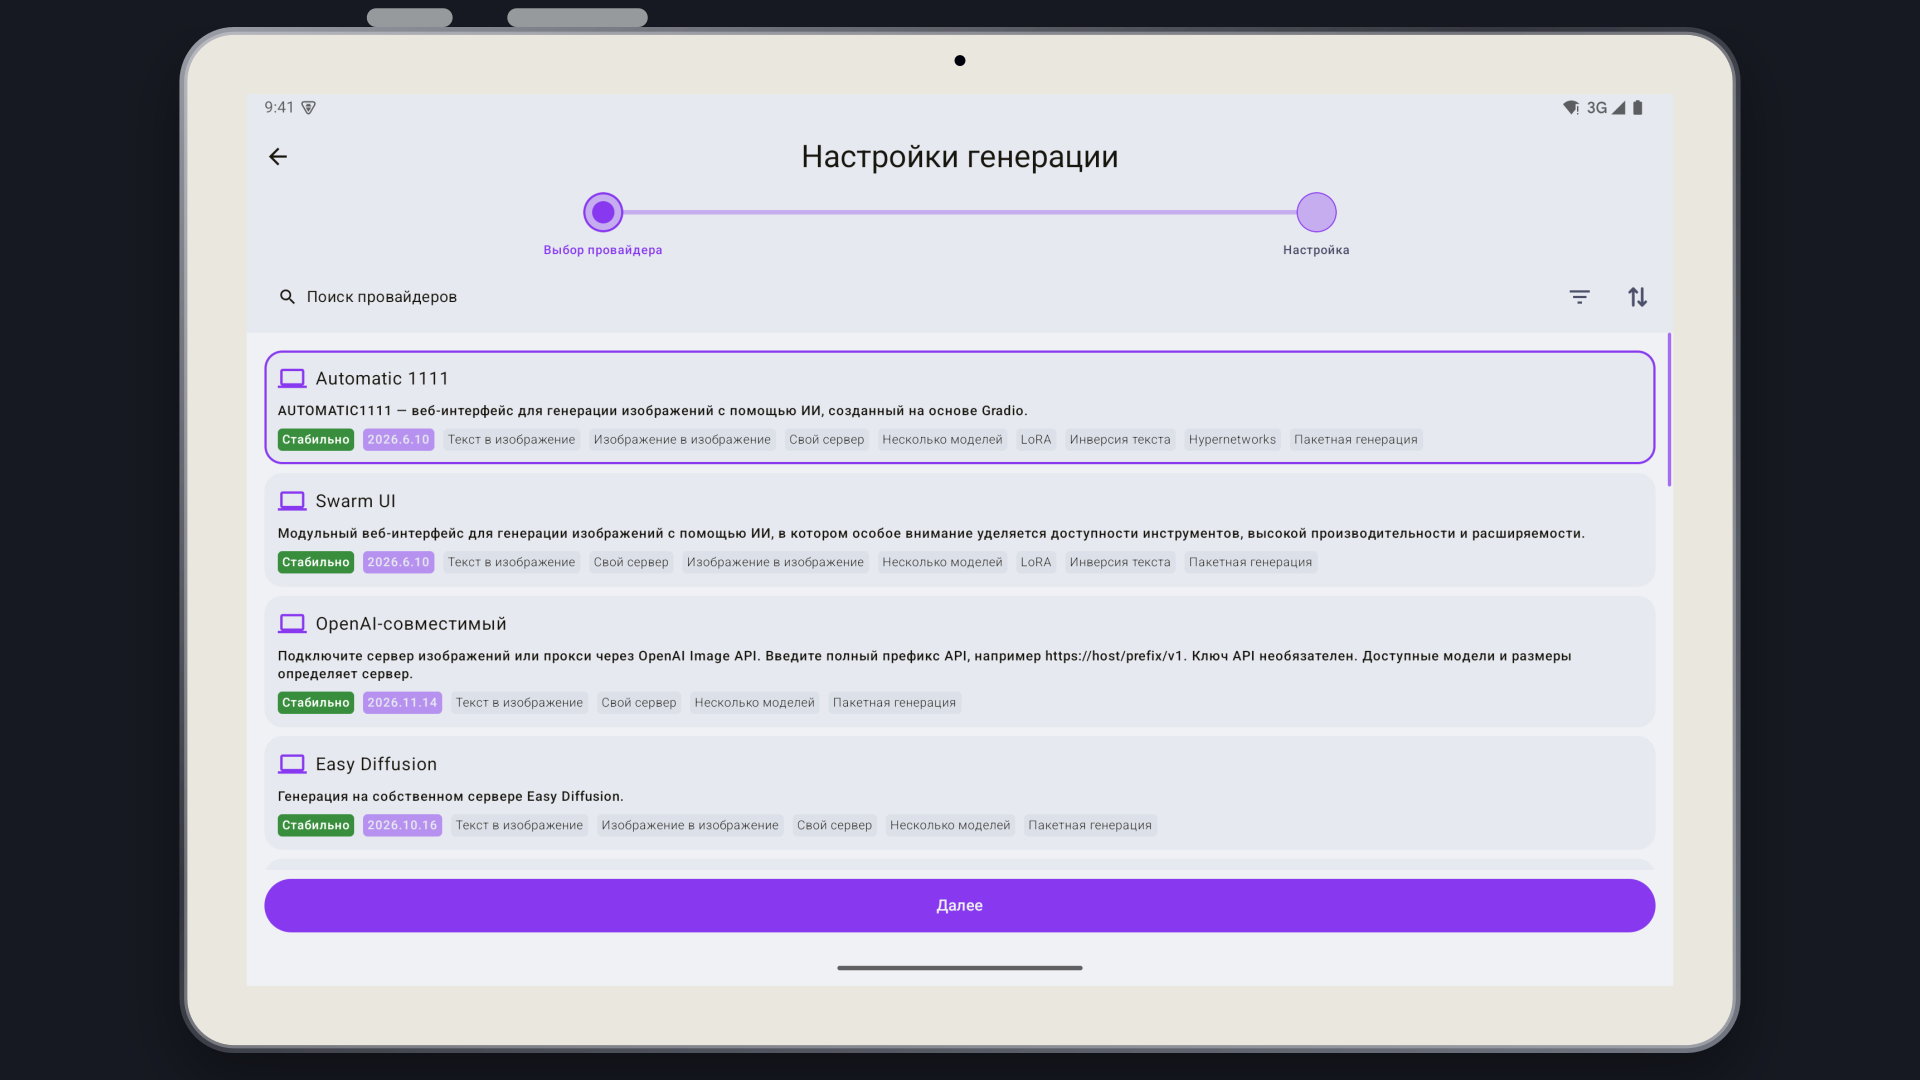 9:41
3G
Настройки генерации
Выбор провайдера
Настройка
Поиск провайдеров
Automatic 1111
AUTOMATIC1111 — веб-интерфейс для генерации изображений с помощью ИИ, созданный на основе Gradio.
Стабильно 2026.6.10 Текст в изображение Изображение в изображение Свой сервер Несколько моделей LoRA Инверсия текста Hypernetworks Пакетная генерация
Swarm UI
Модульный веб-интерфейс для генерации изображений с помощью ИИ, в котором особое внимание уделяется доступности инструментов, высокой производительности и расширяемости.
Стабильно 2026.6.10 Текст в изображение Свой сервер Изображение в изображение Несколько моделей LoRA Инверсия текста Пакетная генерация
OpenAI-совместимый
Подключите сервер изображений или прокси через OpenAI Image API. Введите полный префикс API, например https://host/prefix/v1. Ключ API необязателен. Доступные модели и размеры
определяет сервер.
Стабильно 2026.11.14 Текст в изображение Свой сервер Несколько моделей Пакетная генерация
Easy Diffusion
Генерация на собственном сервере Easy Diffusion.
Стабильно 2026.10.16 Текст в изображение Изображение в изображение Свой сервер Несколько моделей Пакетная генерация
Далее